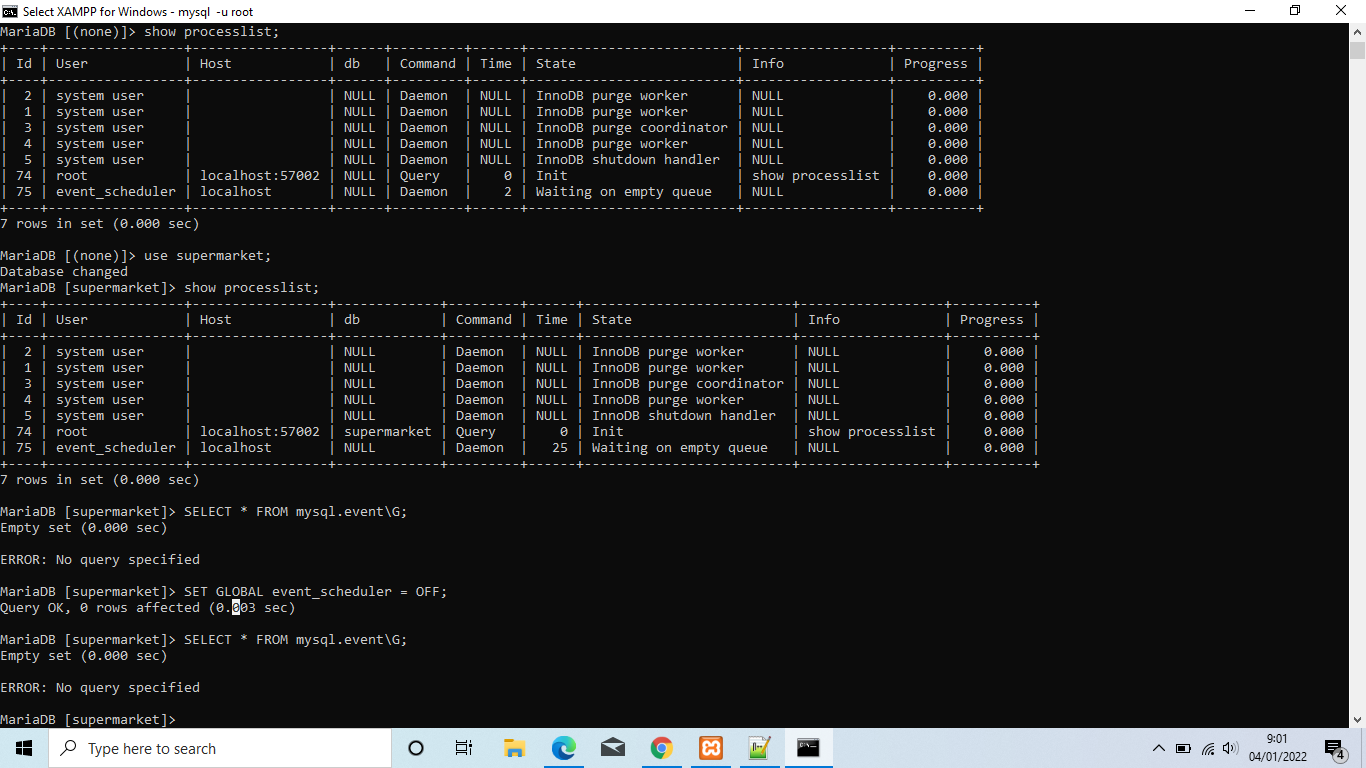 Select XAMPP for Windows - mysql  -u root
MariaDB [(none)]> show processlist;
+----+-----------------+-----------------+------+---------+------+--------------------------+------------------+----------+
| Id | User            | Host            | db   | Command | Time | State                    | Info             | Progress |
+----+-----------------+-----------------+------+---------+------+--------------------------+------------------+----------+
|  2 | system user     |                 | NULL | Daemon  | NULL | InnoDB purge worker      | NULL             |    0.000 |
|  1 | system user     |                 | NULL | Daemon  | NULL | InnoDB purge worker      | NULL             |    0.000 |
|  3 | system user     |                 | NULL | Daemon  | NULL | InnoDB purge coordinator | NULL             |    0.000 |
|  4 | system user     |                 | NULL | Daemon  | NULL | InnoDB purge worker      | NULL             |    0.000 |
|  5 | system user     |                 | NULL | Daemon  | NULL | InnoDB shutdown handler  | NULL             |    0.000 |
| 74 | root            | localhost:57002 | NULL | Query   |    0 | Init                     | show processlist |    0.000 |
| 75 | event_scheduler | localhost       | NULL | Daemon  |    2 | Waiting on empty queue   | NULL             |    0.000 |
+----+-----------------+-----------------+------+---------+------+--------------------------+------------------+----------+
7 rows in set (0.000 sec)
MariaDB [(none)]> use supermarket;
Database changed
MariaDB [supermarket]> show processlist;
+----+-----------------+-----------------+-------------+---------+------+--------------------------+------------------+----------+
| Id | User            | Host            | db          | Command | Time | State                    | Info             | Progress |
+----+-----------------+-----------------+-------------+---------+------+--------------------------+------------------+----------+
|  2 | system user     |                 | NULL        | Daemon  | NULL | InnoDB purge worker      | NULL             |    0.000 |
|  1 | system user     |                 | NULL        | Daemon  | NULL | InnoDB purge worker      | NULL             |    0.000 |
|  3 | system user     |                 | NULL        | Daemon  | NULL | InnoDB purge coordinator | NULL             |    0.000 |
|  4 | system user     |                 | NULL        | Daemon  | NULL | InnoDB purge worker      | NULL             |    0.000 |
|  5 | system user     |                 | NULL        | Daemon  | NULL | InnoDB shutdown handler  | NULL             |    0.000 |
| 74 | root            | localhost:57002 | supermarket | Query   |    0 | Init                     | show processlist |    0.000 |
| 75 | event_scheduler | localhost       | NULL        | Daemon  |   25 | Waiting on empty queue   | NULL             |    0.000 |
+----+-----------------+-----------------+-------------+---------+------+--------------------------+------------------+----------+
7 rows in set (0.000 sec)
MariaDB [supermarket]> SELECT * FROM mysql.event\G;
Empty set (0.000 sec)
ERROR: No query specified
MariaDB [supermarket]> SET GLOBAL event_scheduler = OFF;
Query OK, 0 rows affected (0.003 sec)
MariaDB [supermarket]> SELECT * FROM mysql.event\G;
Empty set (0.000 sec)
ERROR: No query specified
MariaDB [supermarket]>
Type here to search
9:01
04/01/2022
4